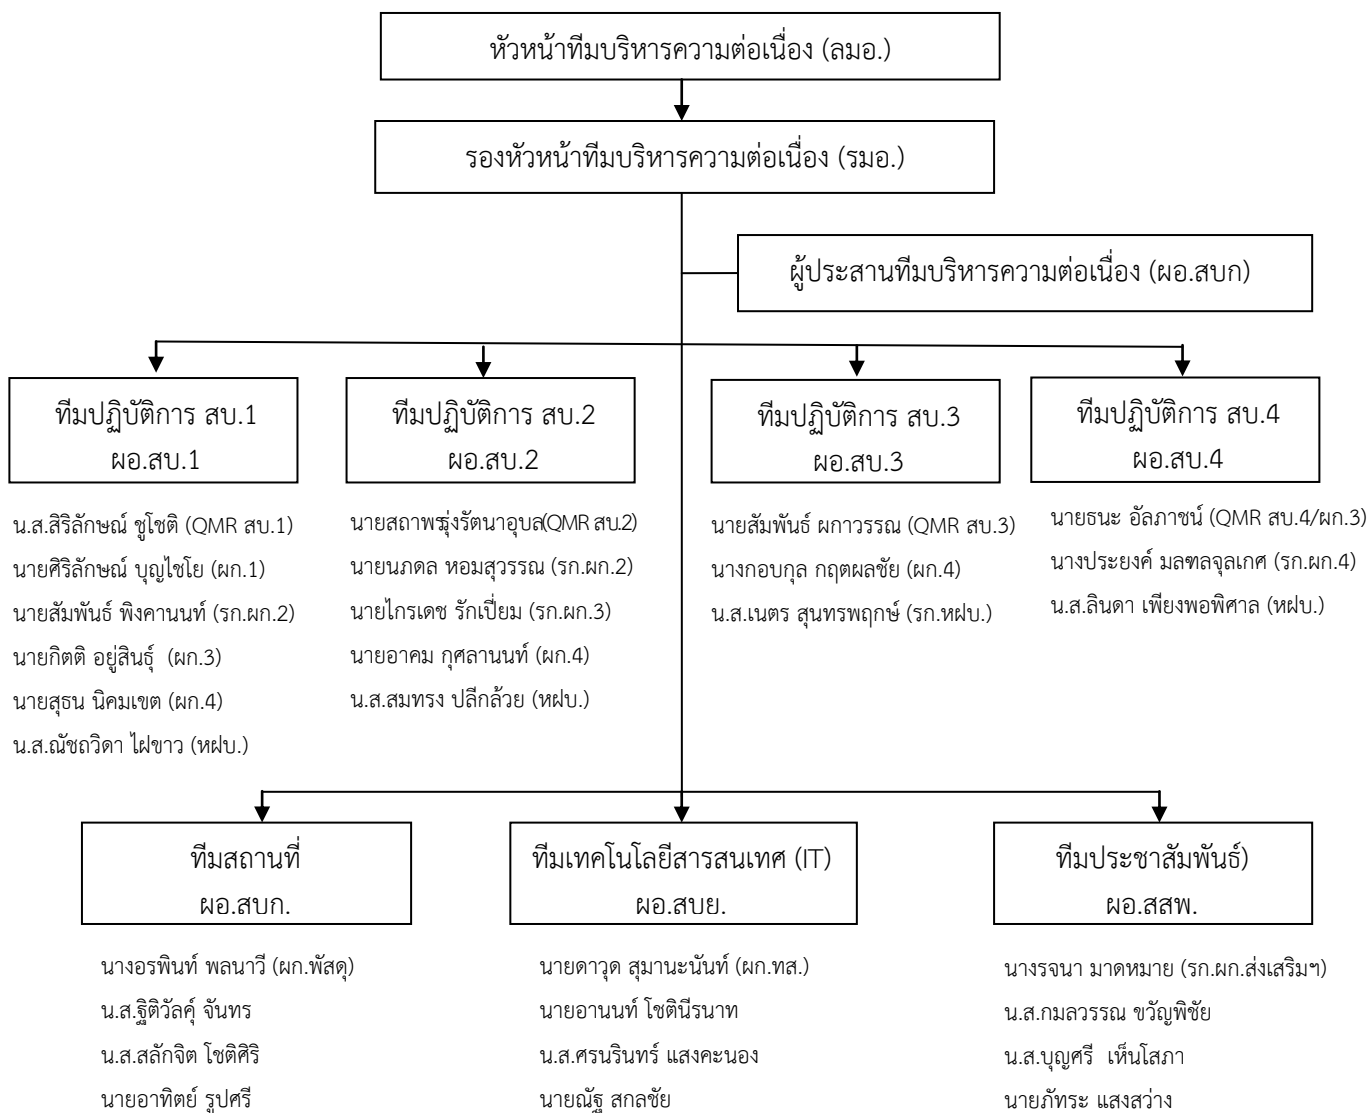 หัวหน้าทีมบริหารความต่อเนื่อง (ลมอ.)
รองหัวหน้าทีมบริหารความต่อเนื่อง (รมอ.)
ผู้ประสานทีมบริหารความต่อเนื่อง (ผอ.สบก)
ทีมปฏิบัติการ สบ.1
ผอ.สบ.1
น.ส.สิริลักษณ์ ชูโชติ (QMR สบ.1)
นายศิริลักษณ์ บุญไชโย (ผก.1)
นายสัมพันธ์ พิงคานนท์ (รก.ผก.2)
นายกิตติ อยู่สินธุ์ (ผก.3)
นายสุธน นิคมเขต (ผก.4)
น.ส.ณัชถวิดา ไฝขาว (หฝบ.)
ทีมปฏิบัติการ สบ.2
ผอ.สบ.2
นายสถาพรรุ่งรัตนาอุบล(QMR สบ.2)
นายนภดล หอมสุวรรณ (รก.ผก.2)
นายไกรเดช รักเปี่ยม (รก.ผก.3)
นายอาคม กุศลานนท์ (ผก.4)
น.ส.สมทรง ปลีกล้วย (หฝบ.)
ทีมปฏิบัติการ สบ.3
ผอ.สบ.3
นายสัมพันธ์ ผกาวรรณ (QMR สบ.3)
นางกอบกุล กฤตผลชัย (ผก.4)
น.ส.เนตร สุนทรพฤกษ์ (รก.หฝบ.)
ทีมปฏิบัติการ สบ.4
ผอ.สบ.4
นายธนะ อัลภาชน์ (QMR สบ.4/ผก.3)
นางประยงค์ มลฑลจุลเกศ (รก.ผก.4)
น.ส.ลินดา เพียงพอพิศาล (หฝบ.)
ทีมสถานที่
ผอ.สบก.
นางอรพินท์ พลนาวี (ผก.พัสดุ)
น.ส.ฐิติวัลคุ์ จันทร
น.ส.สลักจิต โชติศิริ
นายอาทิตย์ รูปศรี
ทีมเทคโนโลยีสารสนเทศ (IT)
ผอ.สบย.
นายดาวุด สุมานะนันท์ (ผก.ทส.)
นายอานนท์ โชตินีรนาท
น.ส.ศรนรินทร์ แสงคะนอง
นายณัฐ สกลชัย
ทีมประชาสัมพันธ์)
ผอ.สสพ.
นางรจนา มาดหมาย (รก.ผก.ส่งเสริมฯ)
น.ส.กมลวรรณ ขวัญพิชัย
น.ส.บุญศรี เห็นโสภา
นายภัทระ แสงสว่าง